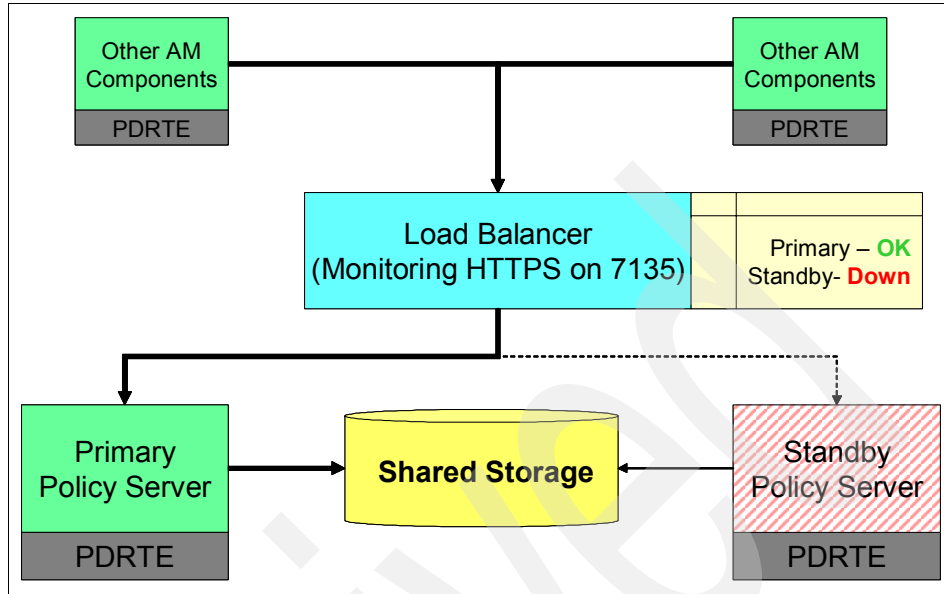 Other AM
Components
PDRTE
Other AM
Components
PDRTE
Load Balancer
(Monitoring HTTPS on 7135)
Primary – OK
Standby- Down
Primary
Policy Server
PDRTE
Shared Storage
Standby
Policy Server
PDRTE